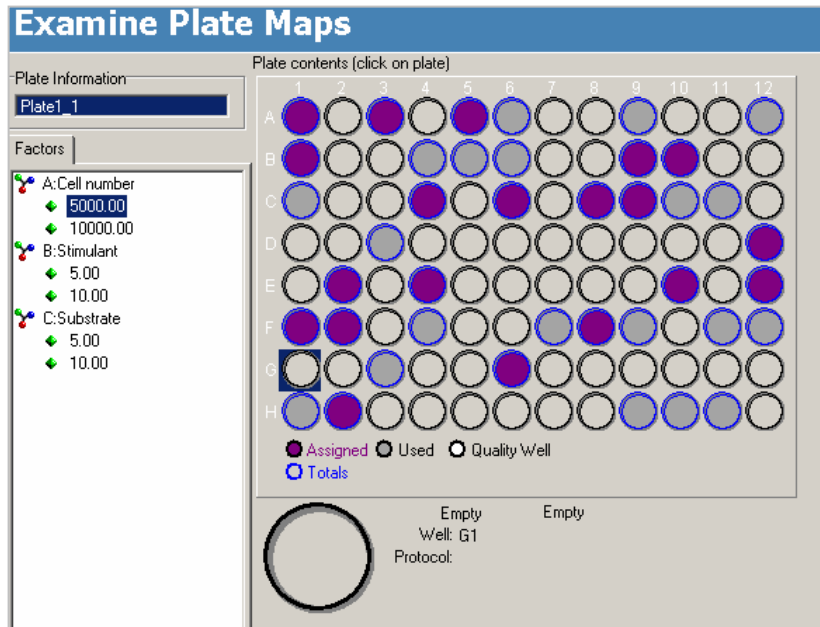 Examine Plate Maps
Plate Information
Plate1_1
Factors
A:Cell number
5000.00
10000.00
B:Stimulant
5.00
10.00
C:Substrate
5.00
10.00
Plate contents (click on plate)
1 2 3 4 5 6 7 8 9 10 11 12
A
B
C
D
E
F
G
H
Assigned Used Quality Well
Totals
Empty Empty
Well: G1
Protocol: